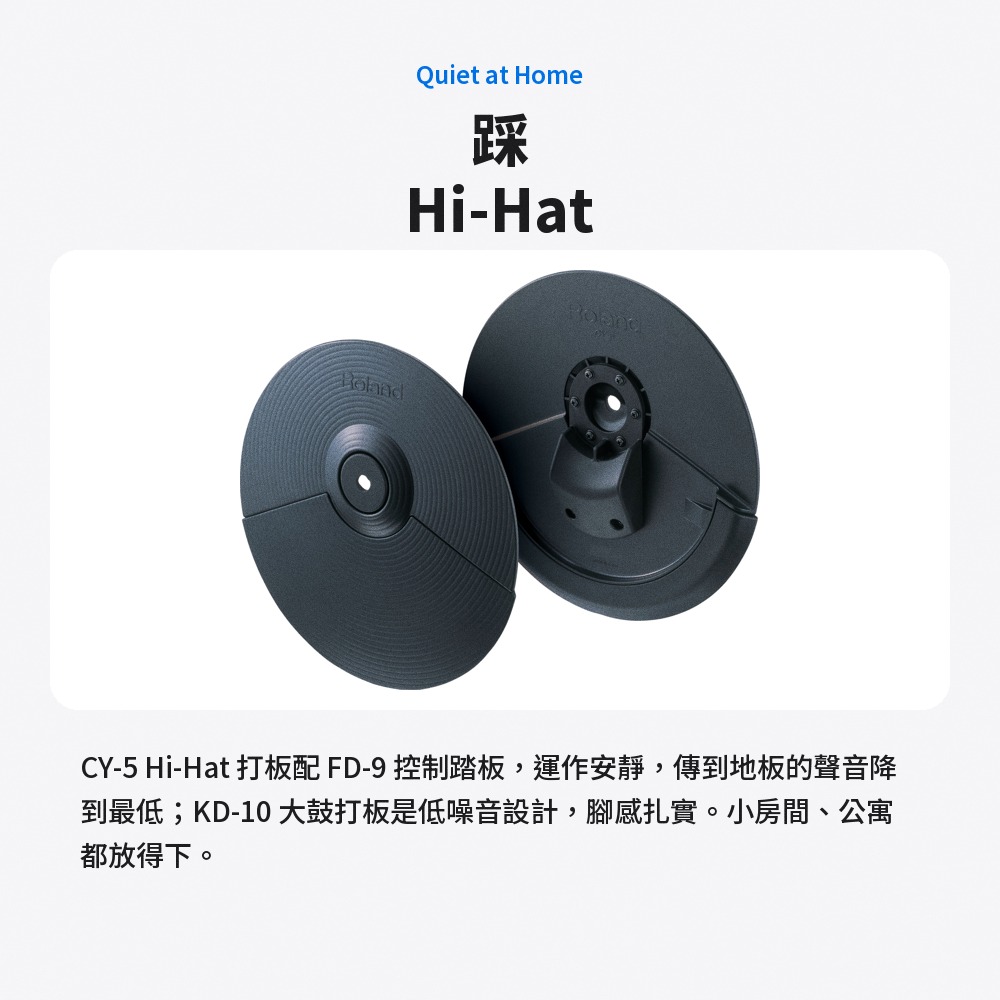 Quiet at Home
踩
Hi-Hat
Roland
Roland
CY-5 Hi-Hat 打板配 FD-9 控制踏板，運作安靜，傳到地板的聲音降
到最低；KD-10 大鼓打板是低噪音設計，腳感扎實。小房間、公寓
都放得下。